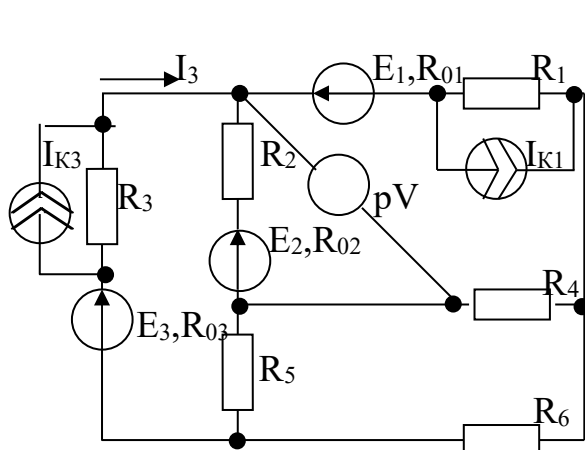 I₃
E₁,R₀₁
R₁
Iₖ₃
R₂
Iₖ₁
R₃
pV
E₂,R₀₂
R₄
E₃,R₀₃
R₅
R₆